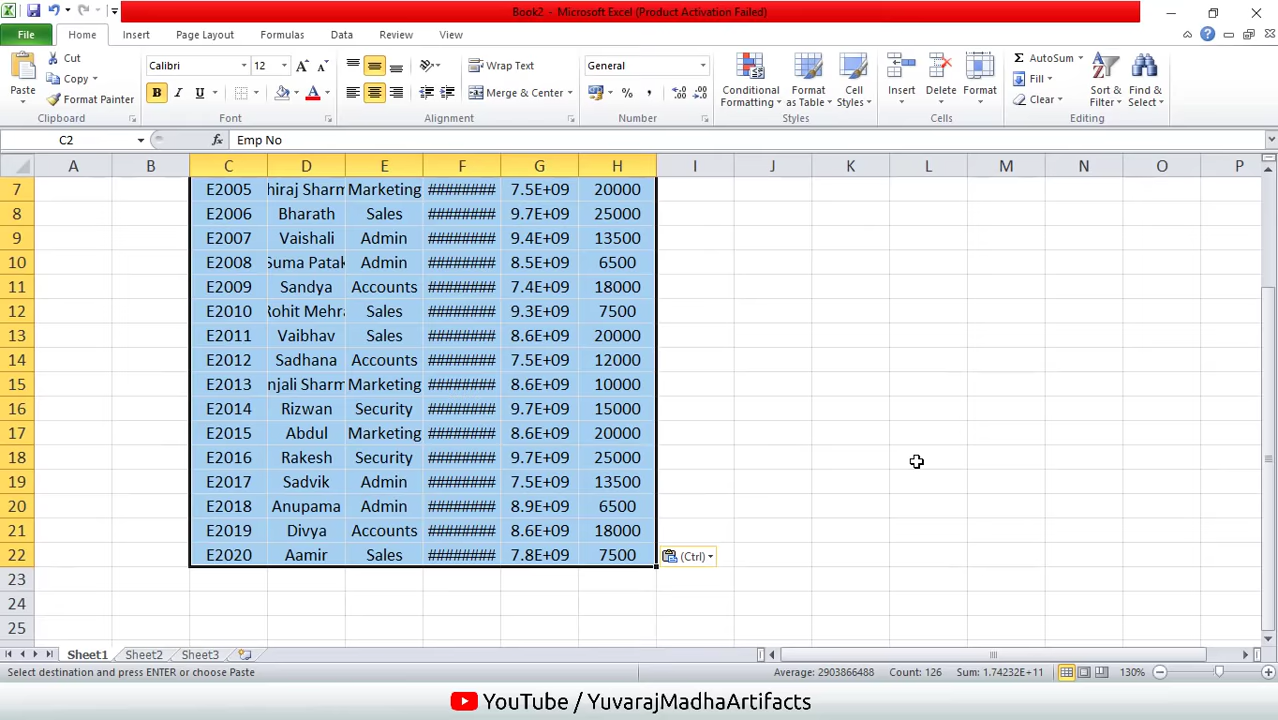 Book2 - Microsoft Excel (Product Activation Failed)
File Home Insert Page Layout Formulas Data Review View
Paste
Cut
Copy
Format Painter
Clipboard
Calibri 12
B I U
Font
Wrap Text
Merge & Center
Alignment
General
%
Number
Conditional Formatting
Format as Table
Cell Styles
Styles
Insert
Delete
Format
Cells
AutoSum
Fill
Clear
Sort & Filter
Find & Select
Editing
C2 fx Emp No
A B C D E F G H I J K L M N O P
7 E2005 hiraj Sharm Marketing ######## 7.5E+09 20000
8 E2006 Bharath Sales ######## 9.7E+09 25000
9 E2007 Vaishali Admin ######## 9.4E+09 13500
10 E2008 Suma Patak Admin ######## 8.5E+09 6500
11 E2009 Sandya Accounts ######## 7.4E+09 18000
12 E2010 Rohit Mehra Sales ######## 9.3E+09 7500
13 E2011 Vaibhav Sales ######## 8.6E+09 20000
14 E2012 Sadhana Accounts ######## 7.5E+09 12000
15 E2013 njali Sharm Marketing ######## 8.6E+09 10000
16 E2014 Rizwan Security ######## 9.7E+09 15000
17 E2015 Abdul Marketing ######## 8.6E+09 20000
18 E2016 Rakesh Security ######## 9.7E+09 25000
19 E2017 Sadvik Admin ######## 7.5E+09 13500
20 E2018 Anupama Admin ######## 8.9E+09 6500
21 E2019 Divya Accounts ######## 8.6E+09 18000
22 E2020 Aamir Sales ######## 7.8E+09 7500
(Ctrl)
23
24
25
Sheet1 Sheet2 Sheet3
Select destination and press ENTER or choose Paste Average: 2903866488 Count: 126 Sum: 1.74232E+11 130%
YouTube / YuvarajMadhaArtifacts